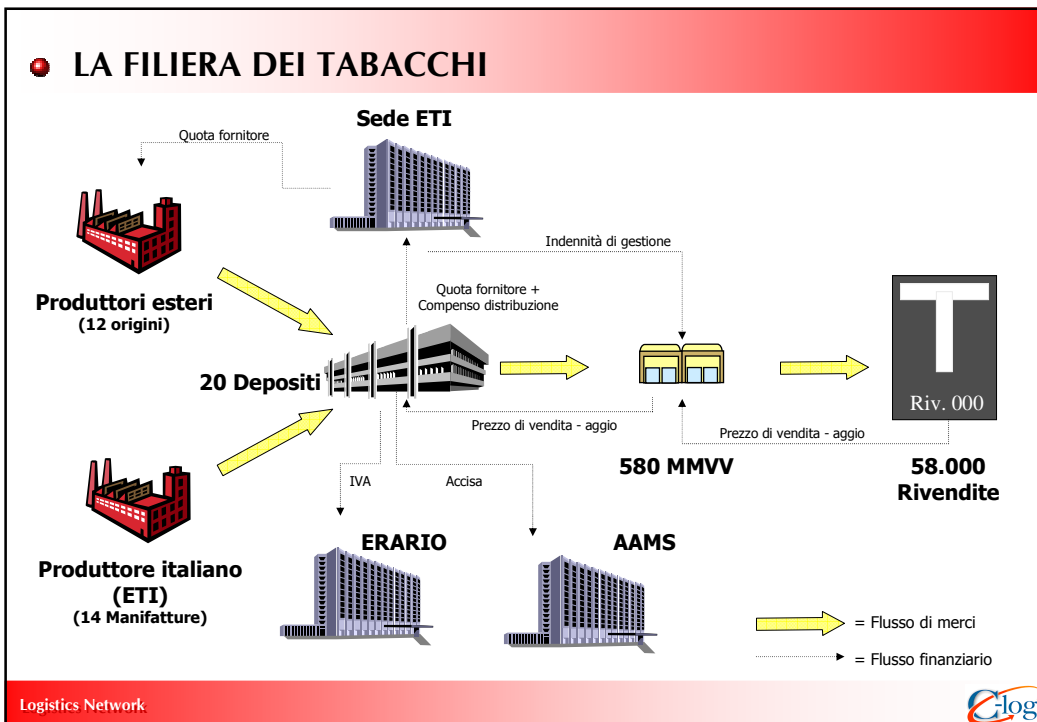 LA FILIERA DEI TABACCHI
Sede ETI
Quota fornitore
Indennità di gestione
Quota fornitore +
Compenso distribuzione
Produttori esteri
(12 origini)
20 Depositi
Riv. 000
Prezzo di vendita - aggio
Prezzo di vendita - aggio
580 MMVV
58.000
Rivendite
IVA
Accisa
ERARIO
AAMS
Produttore italiano
(ETI)
(14 Manifatture)
= Flusso di merci
= Flusso finanziario
Logistics Network
C-log